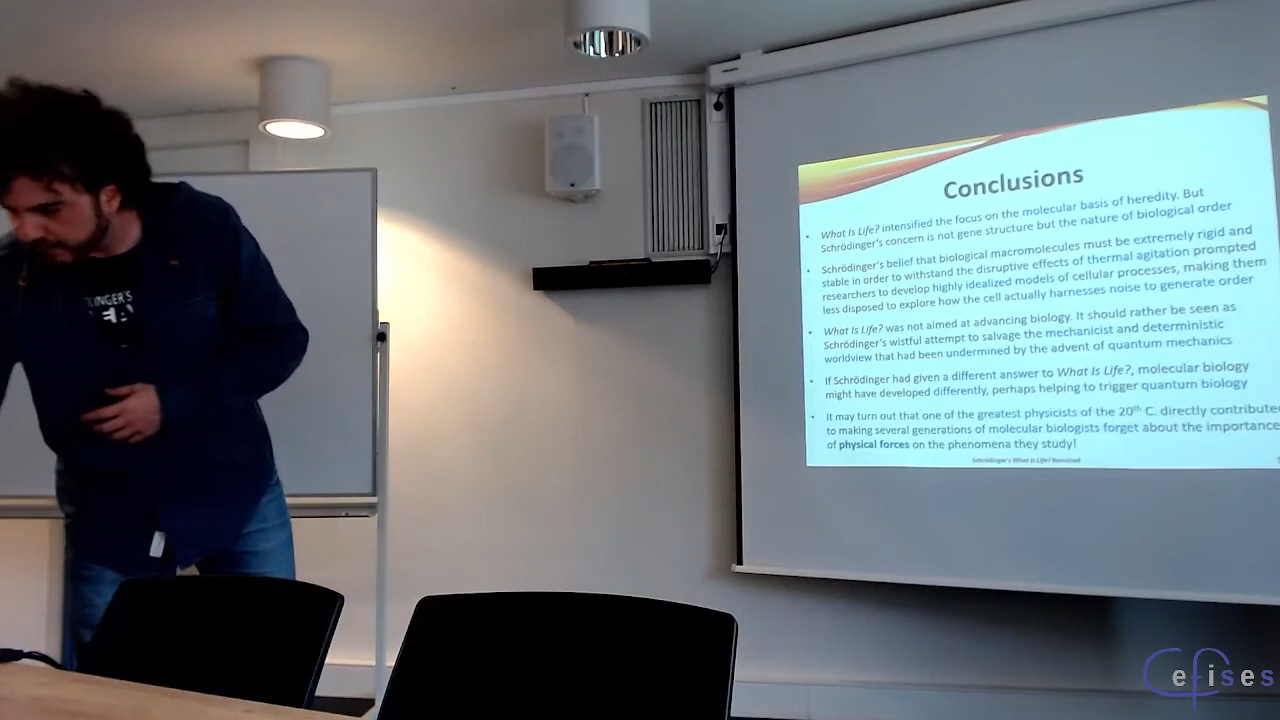 Conclusions
What Is Life? intensified the focus on the molecular basis of heredity. But
Schrödinger's concern is not gene structure but the nature of biological order
Schrödinger's belief that biological macromolecules must be extremely rigid and
stable in order to withstand the disruptive effects of thermal agitation prompted
researchers to develop highly idealized models of cellular processes, making them
less disposed to explore how the cell actually harnesses noise to generate order
What Is Life? was not aimed at advancing biology. It should rather be seen as
Schrödinger's wistful attempt to salvage the mechanicist and deterministic
worldview that had been undermined by the advent of quantum mechanics
If Schrödinger had given a different answer to What Is Life?, molecular biology
might have developed differently, perhaps helping to trigger quantum biology
It may turn out that one of the greatest physicists of the 20th C. directly contribute
to making several generations of molecular biologists forget about the importance
of physical forces on the phenomena they study!
Schrödinger's What Is Life? Revisited
Cefises